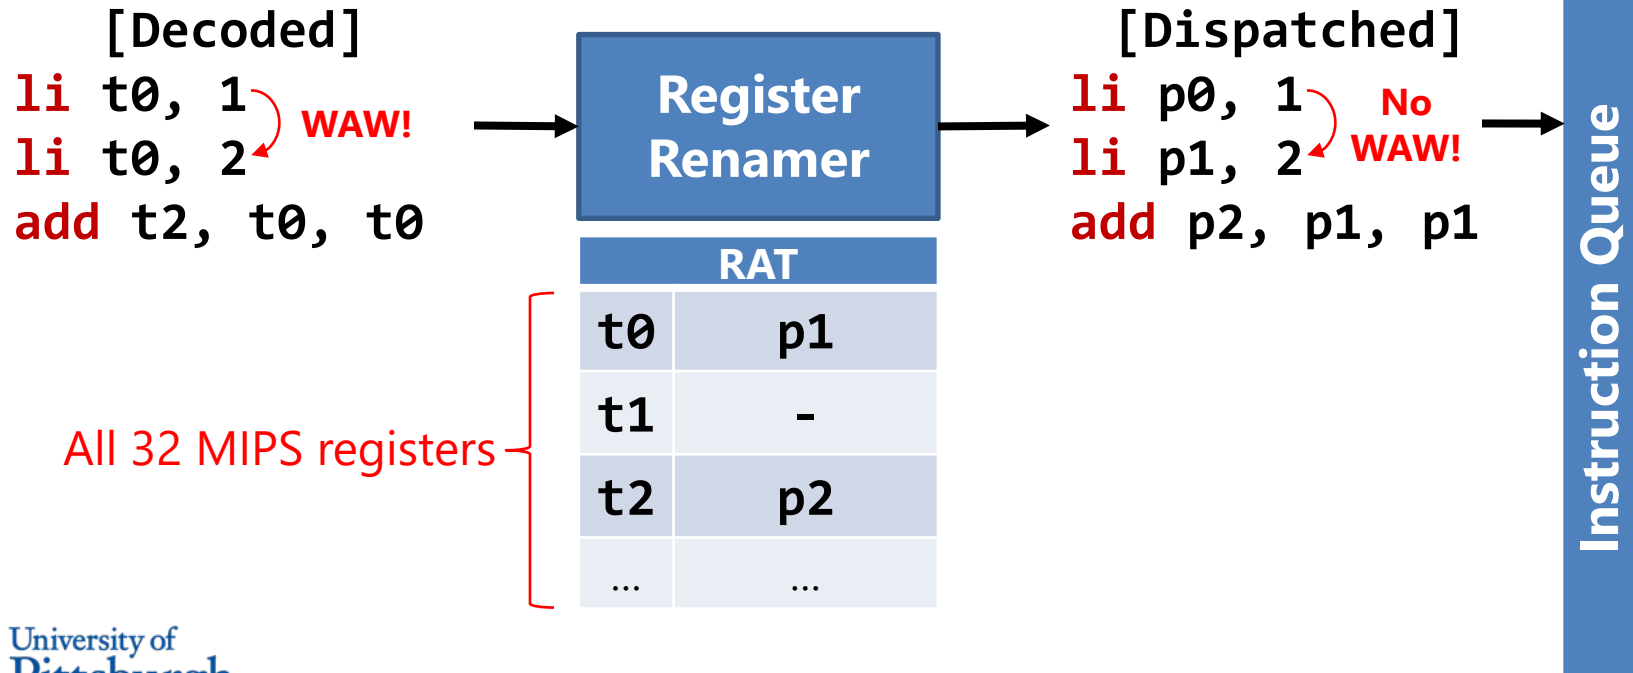 [Decoded]
li t0, 1
li t0, 2
add t2, t0, t0
WAW!
Register
Renamer
[Dispatched]
li p0, 1
li p1, 2
add p2, p1, p1
No
WAW!
Instruction Queue
RAT
t0 p1
t1 -
t2 p2
... ...
All 32 MIPS registers
University of
Pittsburgh